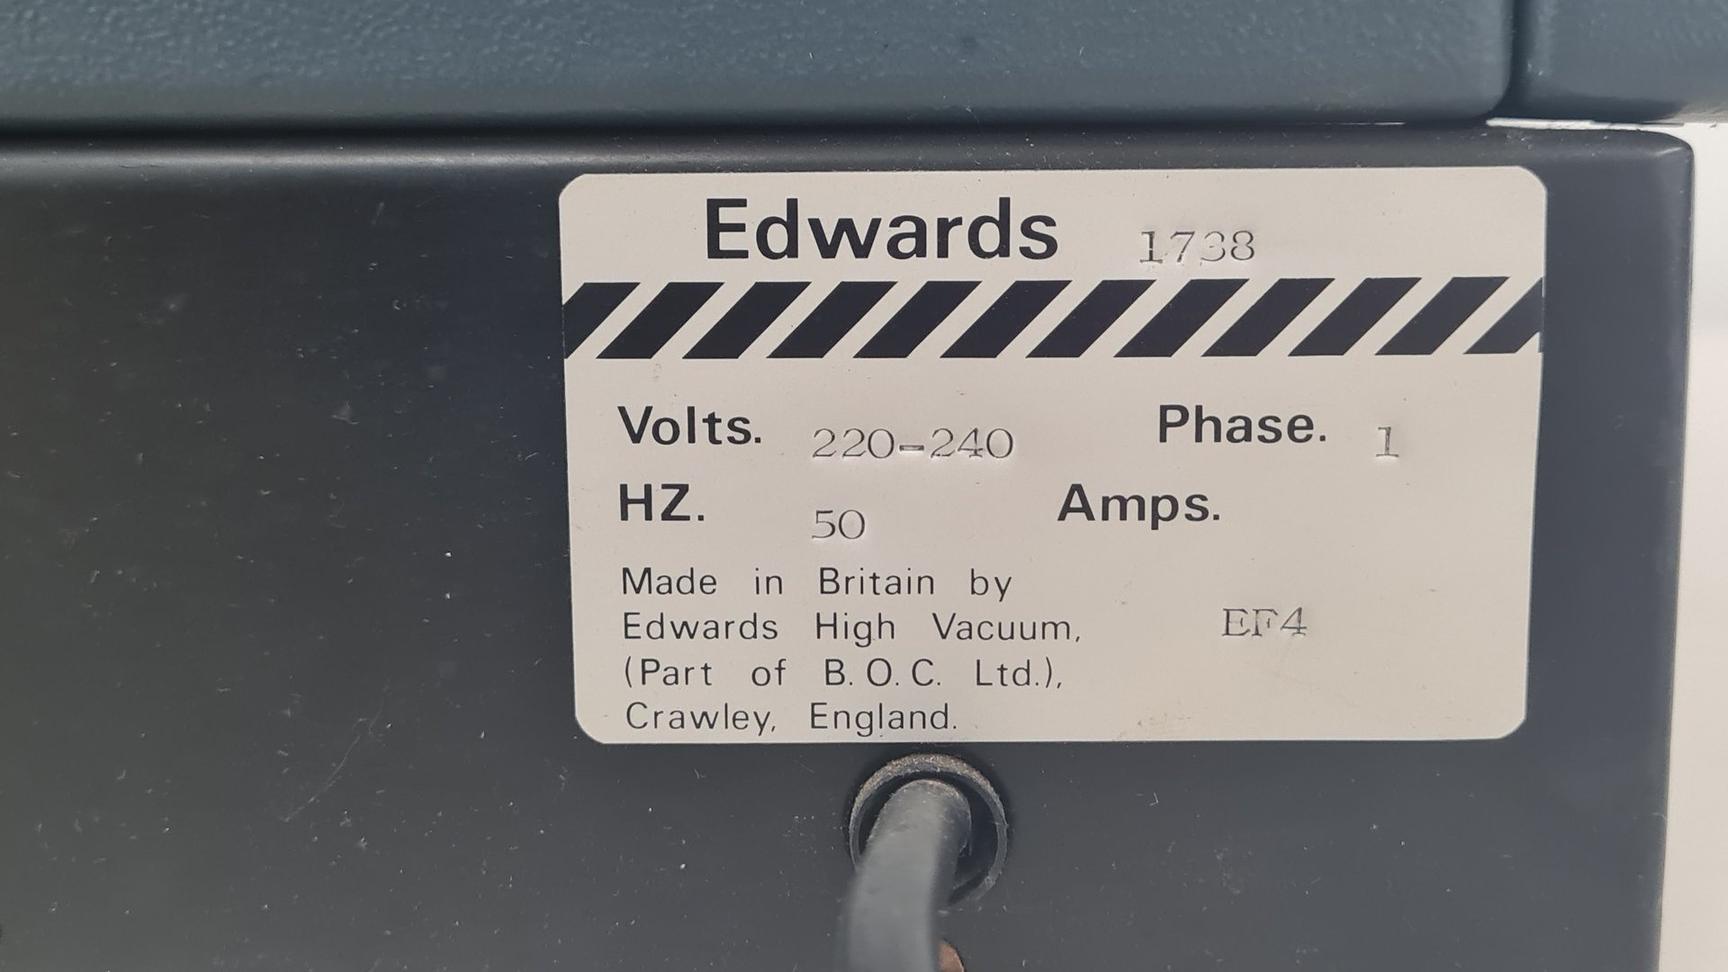 Edwards 1738
Volts. 220-240 Phase. 1
HZ. 50 Amps.
Made in Britain by
Edwards High Vacuum, EF4
(Part of B.O.C. Ltd.),
Crawley, England.